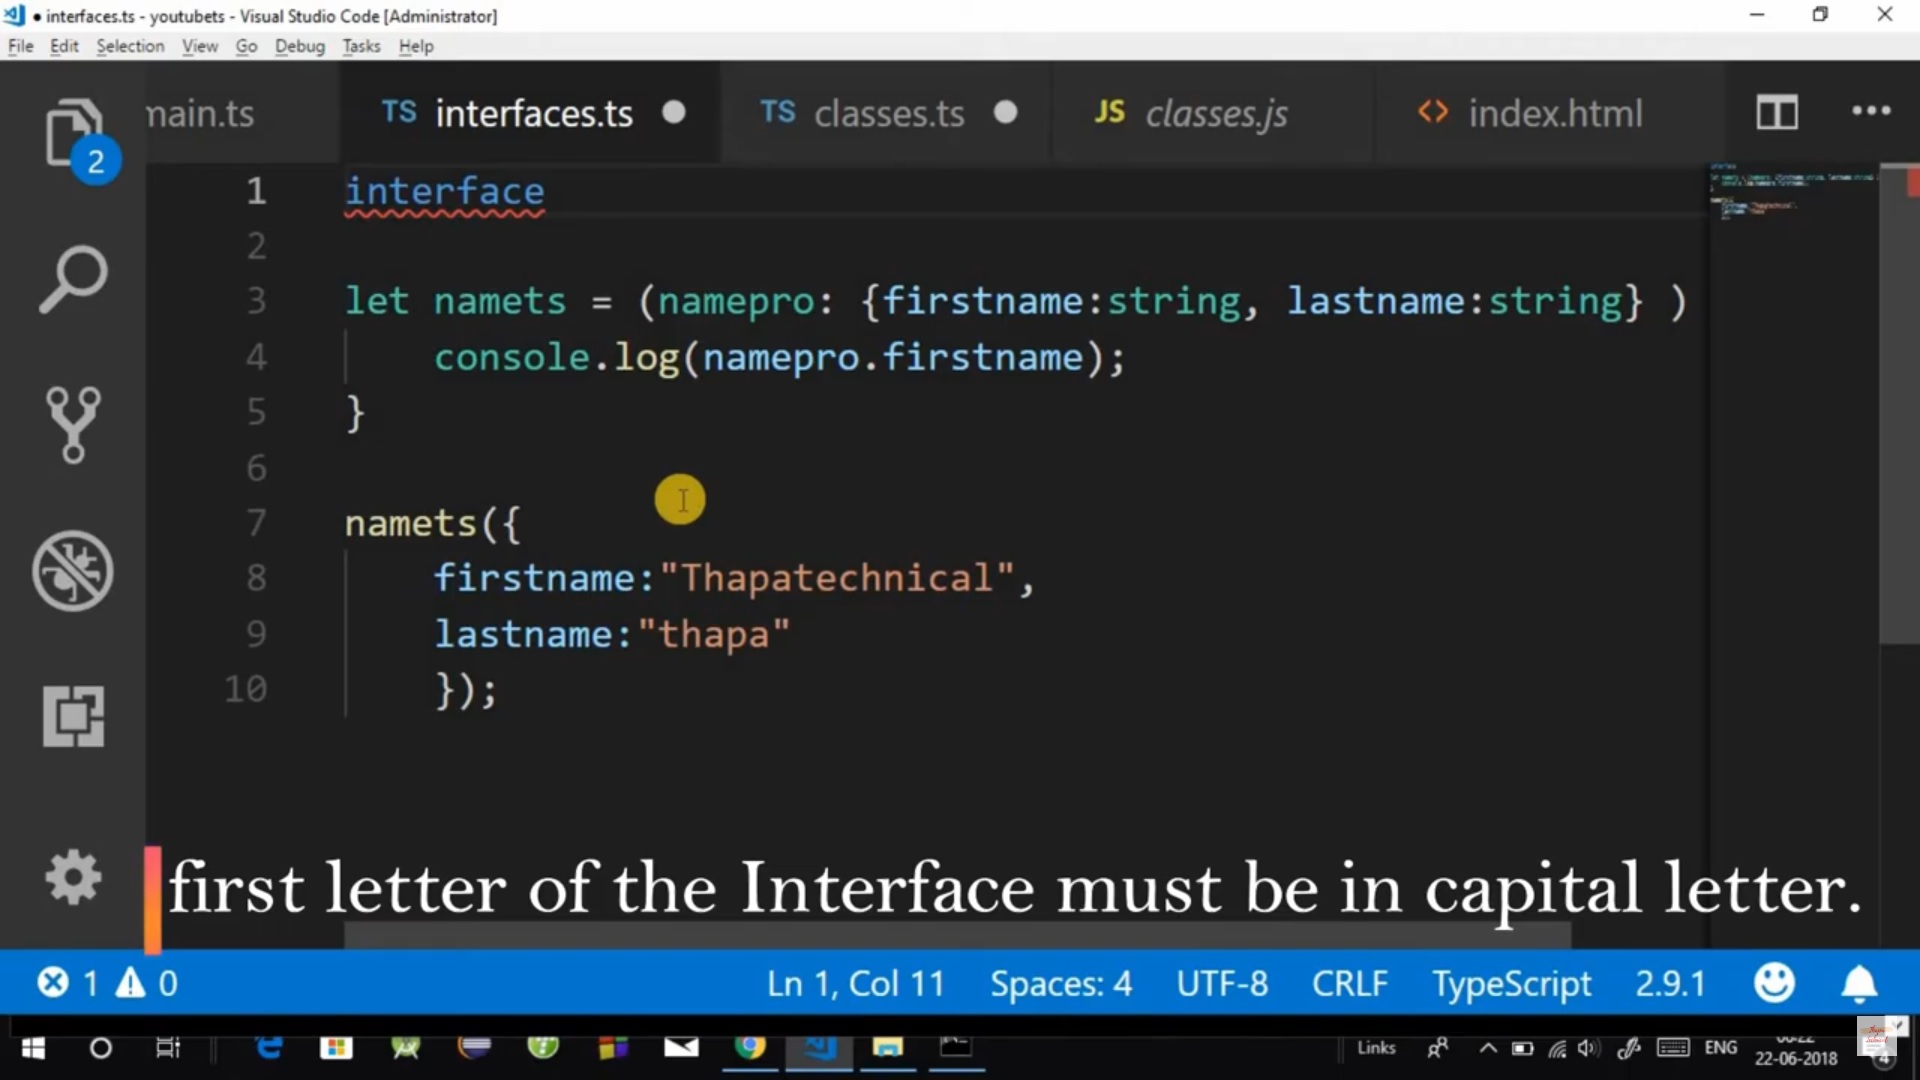 interfaces.ts - youtubets - Visual Studio Code [Administrator]
File Edit Selection View Go Debug Tasks Help
main.ts TS interfaces.ts TS classes.ts JS classes.js <> index.html
2
1 interface
2
3 let namets = (namepro: {firstname:string, lastname:string} )
4 console.log(namepro.firstname);
5 }
6
7 namets({
8 firstname:"Thapatechnical",
9 lastname:"thapa"
10 });
first letter of the Interface must be in capital letter.
1 0 Ln 1, Col 11 Spaces: 4 UTF-8 CRLF TypeScript 2.9.1
Links ENG
22-06-2018 4